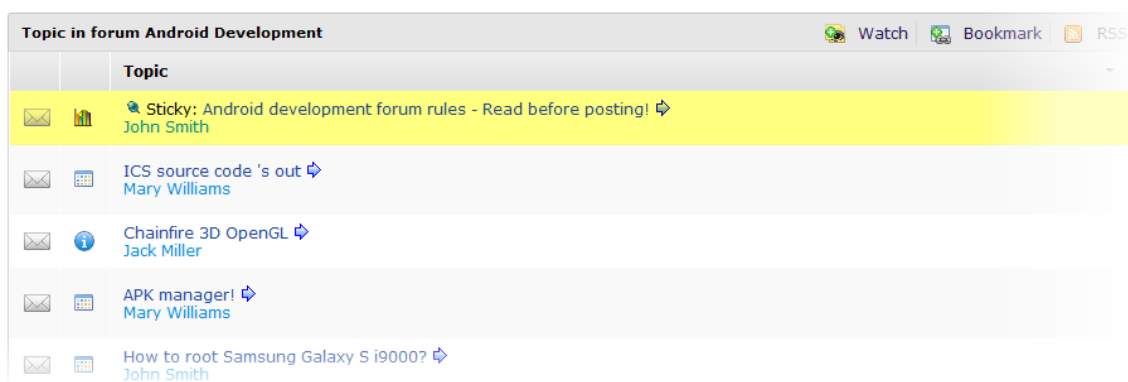 Topic in forum Android Development Watch Bookmark RSS
Topic
Sticky: Android development forum rules - Read before posting!
John Smith
ICS source code 's out
Mary Williams
Chainfire 3D OpenGL
Jack Miller
APK manager!
Mary Williams
How to root Samsung Galaxy S i9000?
John Smith